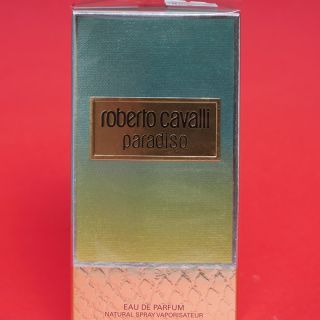 roberto cavalli
paradiso
EAU DE PARFUM
NATURAL SPRAY VAPORISATEUR